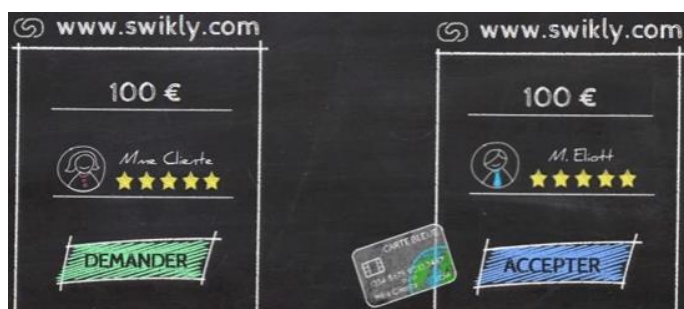 www.swikly.com
100 €
Mme Cliente
DEMANDER
www.swikly.com
100 €
M. Eliott
ACCEPTER
CARTE BLEUE